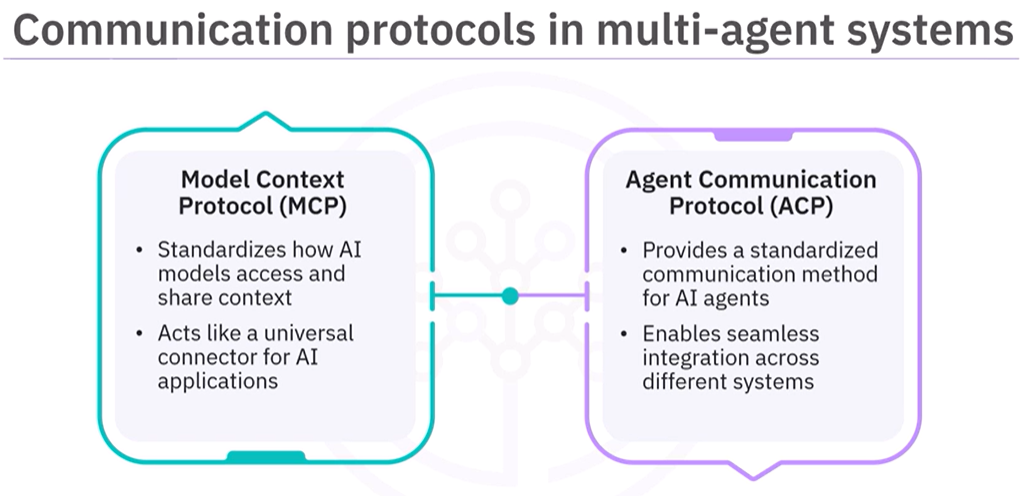 Communication protocols in multi-agent systems
Model Context
Protocol (MCP)
• Standardizes how AI
models access and
share context
• Acts like a universal
connector for AI
applications
Agent Communication
Protocol (ACP)
• Provides a standardized
communication method
for AI agents
• Enables seamless
integration across
different systems